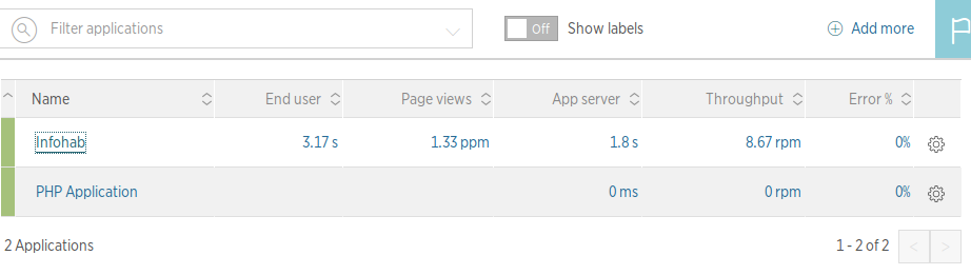 Filter applications Off Show labels Add more
Name End user Page views App server Throughput Error %
Infohab 3.17 s 1.33 ppm 1.8 s 8.67 rpm 0%
PHP Application 0 ms 0 rpm 0%
2 Applications 1 - 2 of 2 < >